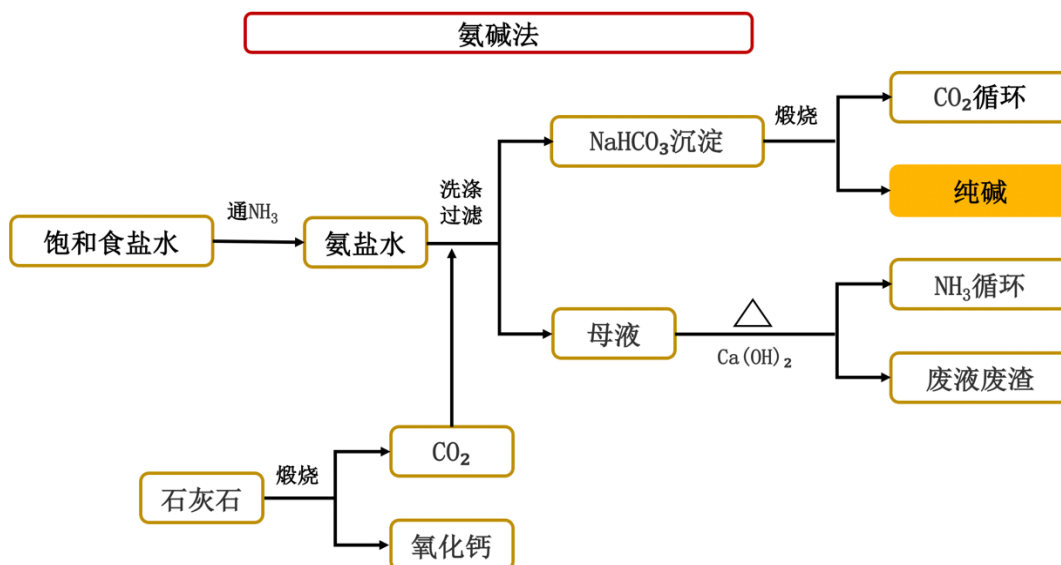 氨碱法
饱和食盐水
通NH₃
氨盐水
洗涤
过滤
NaHCO₃沉淀
煅烧
CO₂循环
纯碱
母液
△
Ca(OH)₂
NH₃循环
废液废渣
石灰石
煅烧
CO₂
氧化钙